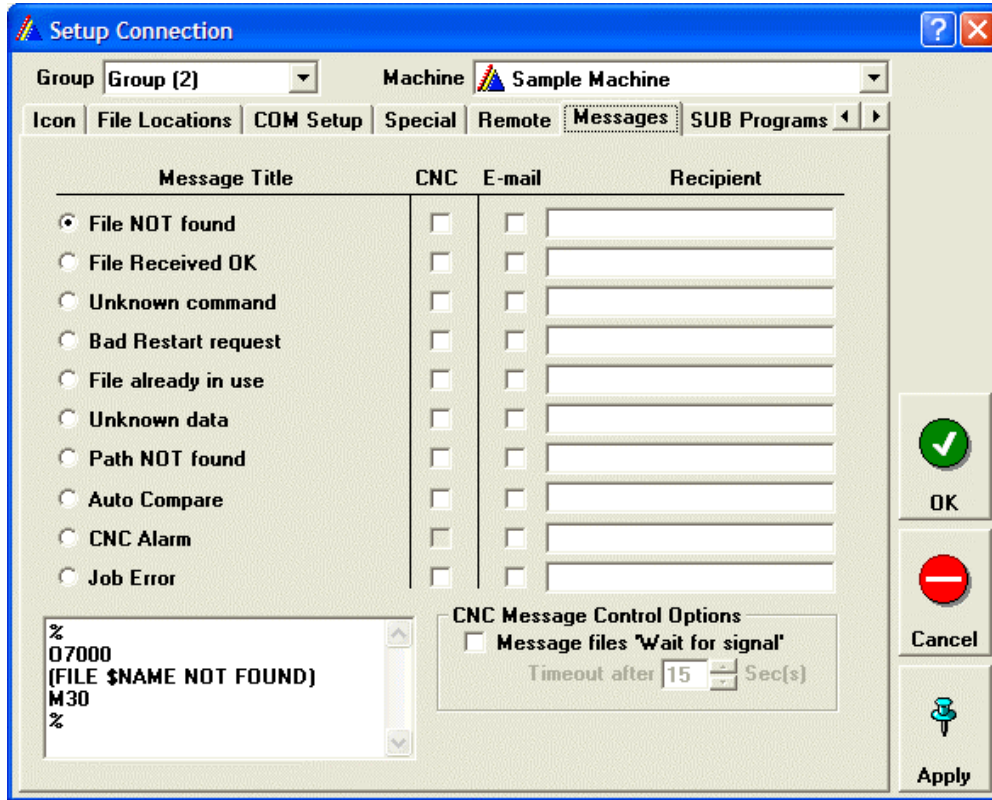 Setup Connection
Group Group (2) Machine Sample Machine
Icon File Locations COM Setup Special Remote Messages SUB Programs
Message Title CNC E-mail Recipient
File NOT found
File Received OK
Unknown command
Bad Restart request
File already in use
Unknown data
Path NOT found
Auto Compare
CNC Alarm
Job Error
%
O7000
(FILE $NAME NOT FOUND)
M30
%
CNC Message Control Options
Message files 'Wait for signal'
Timeout after 15 Sec(s)
OK
Cancel
Apply